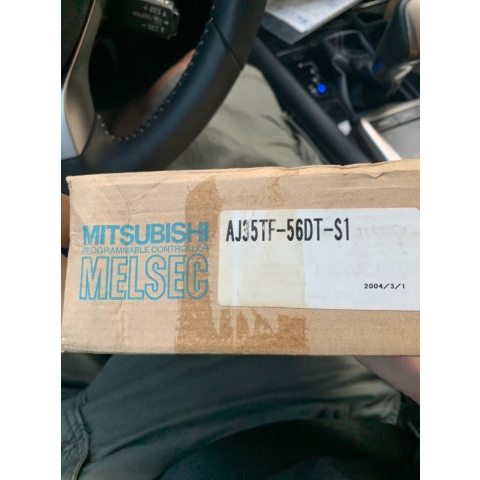 MITSUBISHI
PROGRAMMABLE CONTROLLER
MELSEC
AJ35TF-56DT-S1
2004/3/1